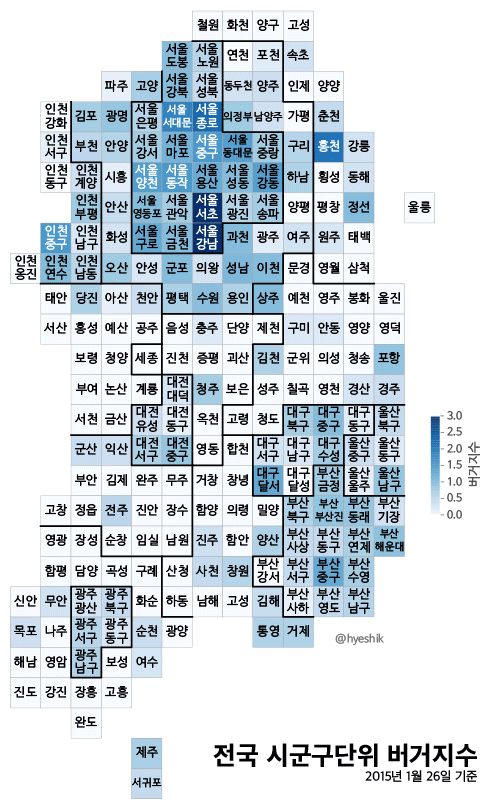 철원 화천 양구 고성
서울 도봉 서울 노원 연천 포천 속초
파주 고양 서울 강북 서울 성북 동두천 양주 인제 양양
인천 강화 김포 광명 서울 은평 서울 서대문 서울 종로 의정부 남양주 가평 춘천
인천 서구 부천 안양 서울 강서 서울 마포 서울 중구 서울 동대문 서울 중랑 구리 홍천 강릉
인천 동구 인천 계양 시흥 서울 양천 서울 동작 서울 용산 서울 성동 서울 강동 하남 횡성 동해
인천 부평 안산 서울 영등포 서울 관악 서울 서초 서울 광진 서울 송파 양평 평창 정선 울릉
인천 중구 인천 남구 화성 서울 구로 서울 금천 서울 강남 과천 광주 여주 원주 태백
인천 옹진 인천 연수 인천 남동 오산 안성 군포 의왕 성남 이천 문경 영월 삼척
태안 당진 아산 천안 평택 수원 용인 상주 예천 영주 봉화 울진
서산 홍성 예산 공주 음성 충주 단양 제천 구미 안동 영양 영덕
보령 청양 세종 진천 증평 괴산 김천 군위 의성 청송 포항
부여 논산 계룡 대전 대덕 청주 보은 성주 칠곡 영천 경산 경주
서천 금산 대전 유성 대전 동구 옥천 고령 청도 대구 북구 대구 중구 대구 동구 울산 북구
군산 익산 대전 서구 대전 중구 영동 합천 대구 서구 대구 남구 대구 수성 울산 중구 울산 동구
부안 김제 완주 무주 거창 창녕 대구 달서 대구 달성 부산 금정 울산 울주 울산 남구
고창 정읍 전주 진안 장수 함양 의령 밀양 부산 북구 부산 부산진 부산 동래 부산 기장
영광 장성 순창 임실 남원 진주 함안 양산 부산 사상 부산 동구 부산 연제 부산 해운대
함평 담양 곡성 구례 산청 사천 창원 부산 강서 부산 서구 부산 중구 부산 수영
신안 무안 광주 광산 광주 북구 화순 하동 남해 고성 김해 부산 사하 부산 영도 부산 남구
목포 나주 광주 서구 광주 동구 순천 광양 통영 거제
해남 영암 광주 남구 보성 여수
진도 강진 장흥 고흥
완도
제주
서귀포
3.0
2.5
2.0
1.5
1.0
0.5
0.0
버거지수
@hyeshik
전국 시군구단위 버거지수
2015년 1월 26일 기준